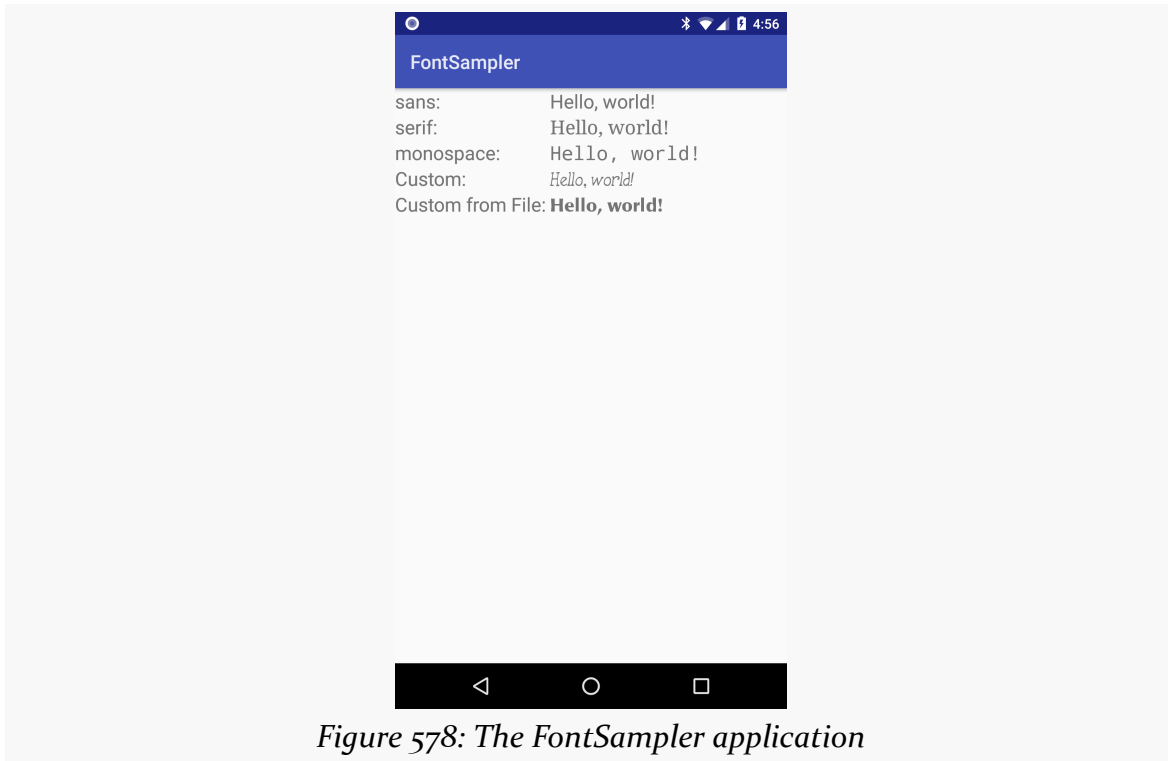 4:56
FontSampler
sans: Hello, world!
serif: Hello, world!
monospace: Hello, world!
Custom: Hello, world!
Custom from File: Hello, world!
Figure 578: The FontSampler application